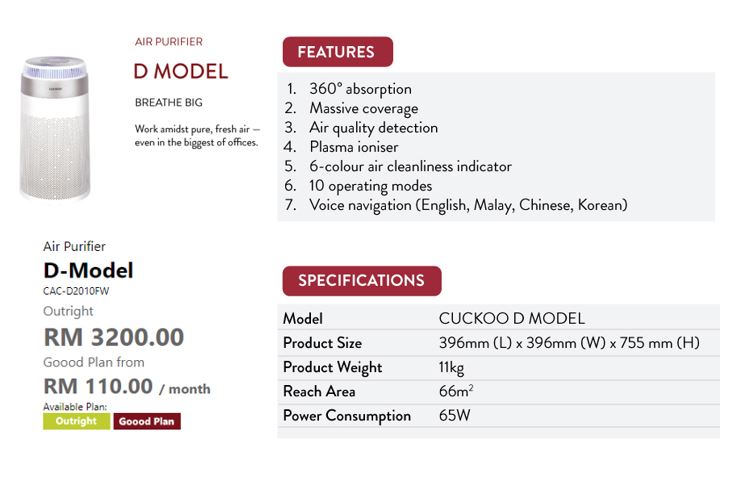 AIR PURIFIER
D MODEL
BREATHE BIG
Work amidst pure, fresh air —
even in the biggest of offices.
FEATURES
1. 360° absorption
2. Massive coverage
3. Air quality detection
4. Plasma ioniser
5. 6-colour air cleanliness indicator
6. 10 operating modes
7. Voice navigation (English, Malay, Chinese, Korean)
Air Purifier
D-Model
CAC-D2010FW
Outright
RM 3200.00
Goood Plan from
RM 110.00 / month
Available Plan:
Outright Goood Plan
SPECIFICATIONS
Model CUCKOO D MODEL
Product Size 396mm (L) x 396mm (W) x 755 mm (H)
Product Weight 11kg
Reach Area 66m²
Power Consumption 65W